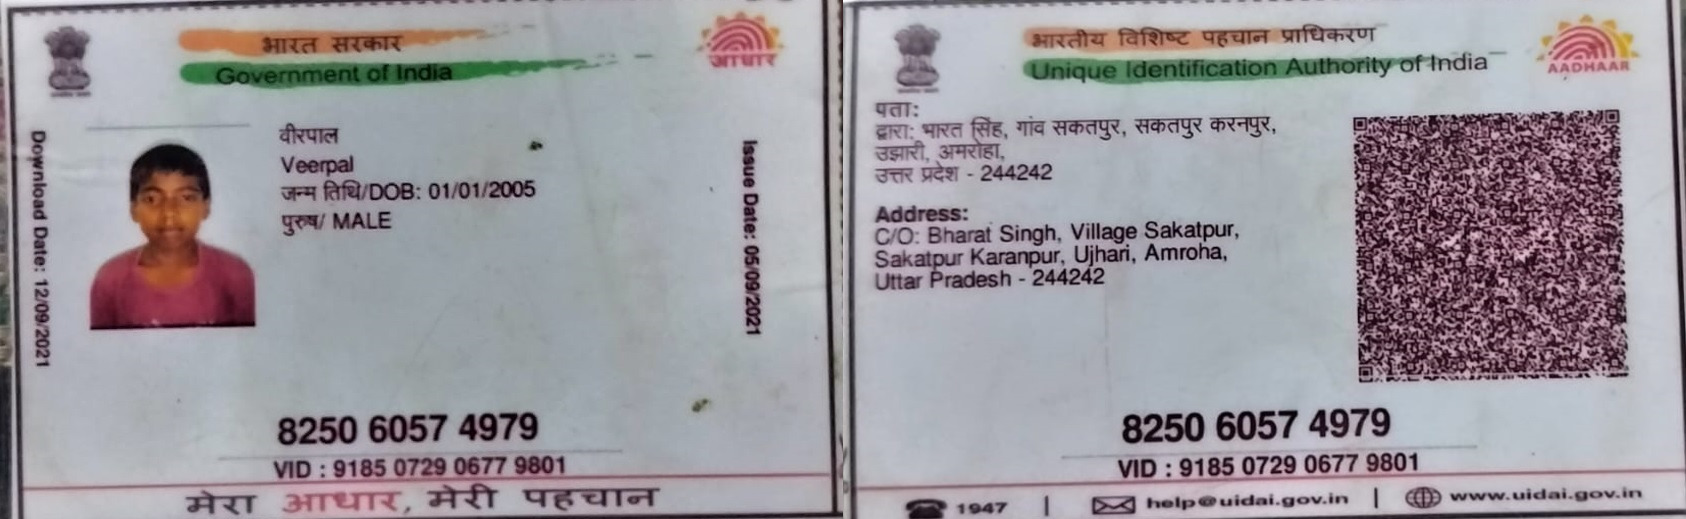 भारत सरकार
Government of India
आधार
Download Date: 12/09/2021
वीरपाल
Veerpal
जन्म तिथि/DOB: 01/01/2005
पुरुष/ MALE
Issue Date: 05/09/2021
8250 6057 4979
VID : 9185 0729 0677 9801
मेरा आधार, मेरी पहचान
भारतीय विशिष्ट पहचान प्राधिकरण
Unique Identification Authority of India
AADHAAR
पता:
द्वारा: भारत सिंह, गांव सकतपुर, सकतपुर करनपुर,
उझारी, अमरोहा,
उत्तर प्रदेश - 244242
Address:
C/O: Bharat Singh, Village Sakatpur,
Sakatpur Karanpur, Ujhari, Amroha,
Uttar Pradesh - 244242
8250 6057 4979
VID : 9185 0729 0677 9801
1947 | help@uidai.gov.in | www.uidai.gov.in